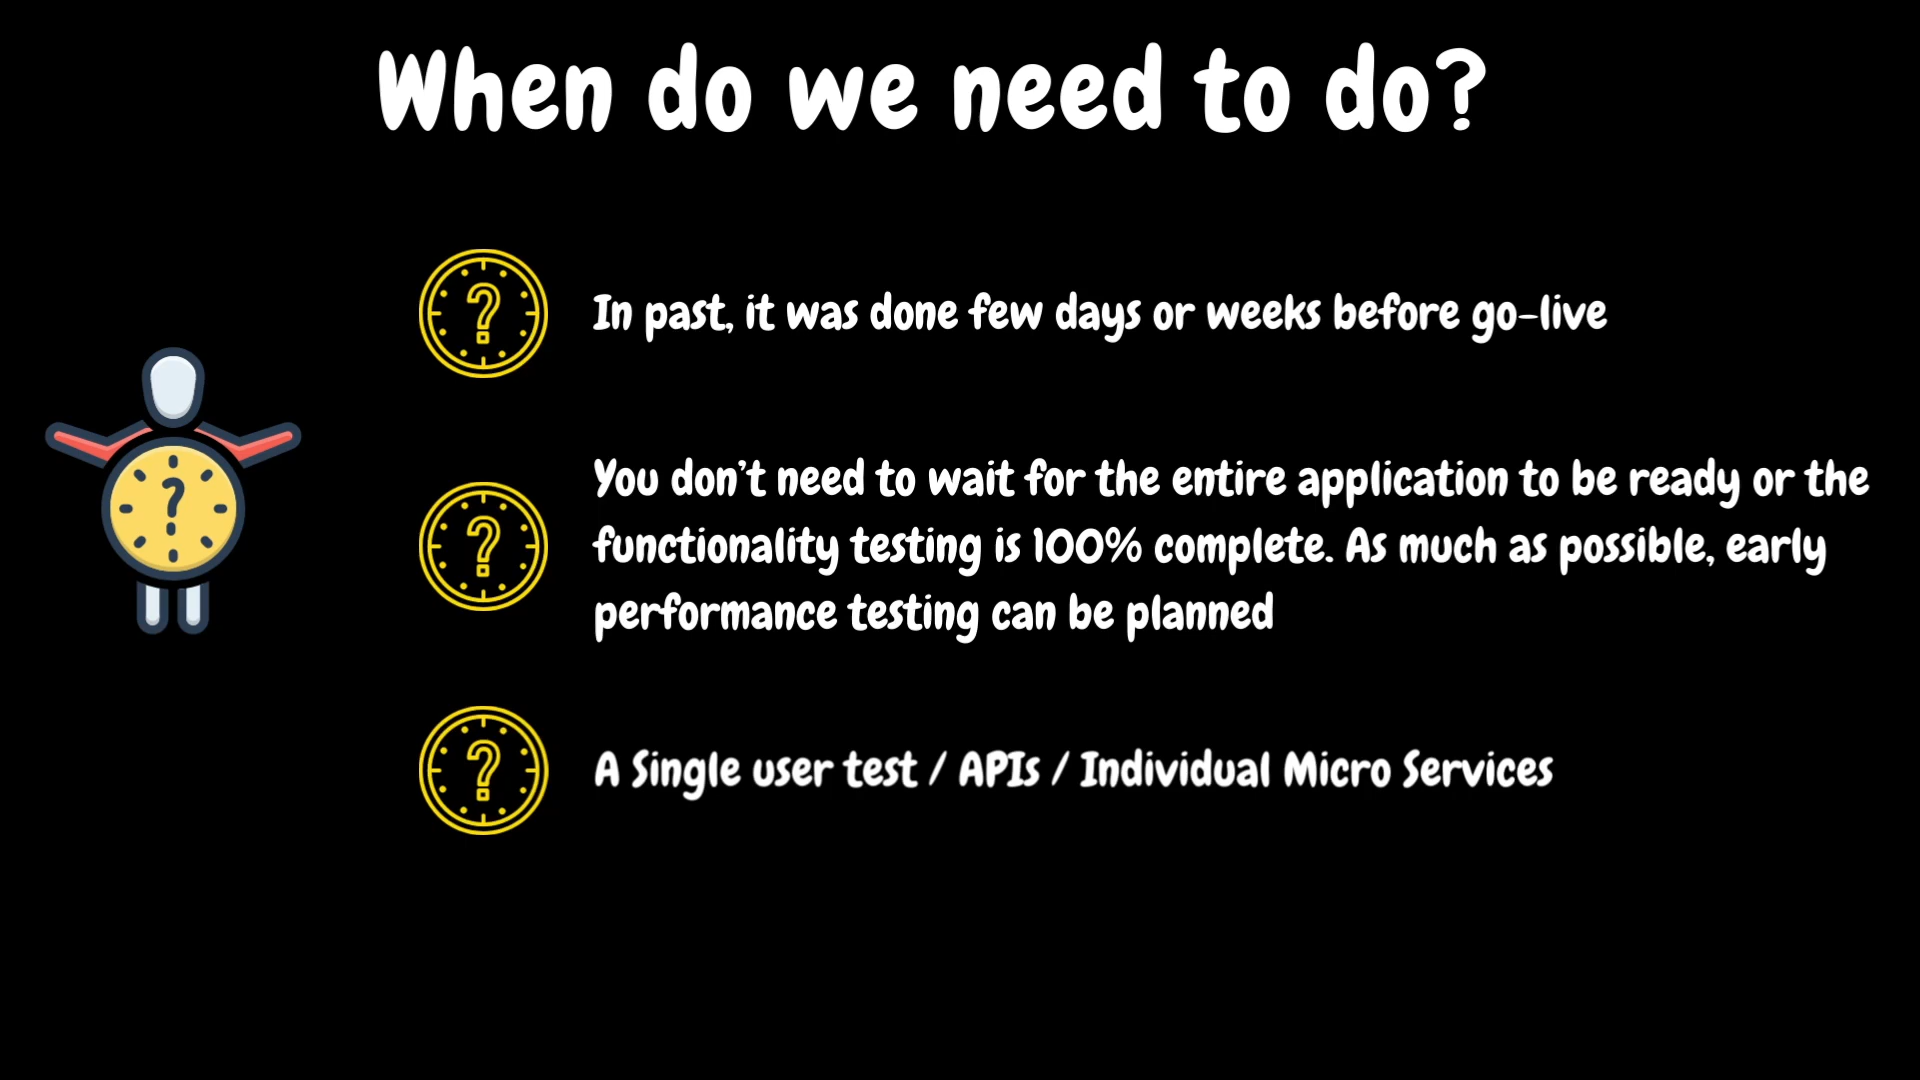 When do we need to do?
In past, it was done few days or weeks before go-live
You don't need to wait for the entire application to be ready or the
functionality testing is 100% complete. As much as possible, early
performance testing can be planned
A Single user test / APIs / Individual Micro Services